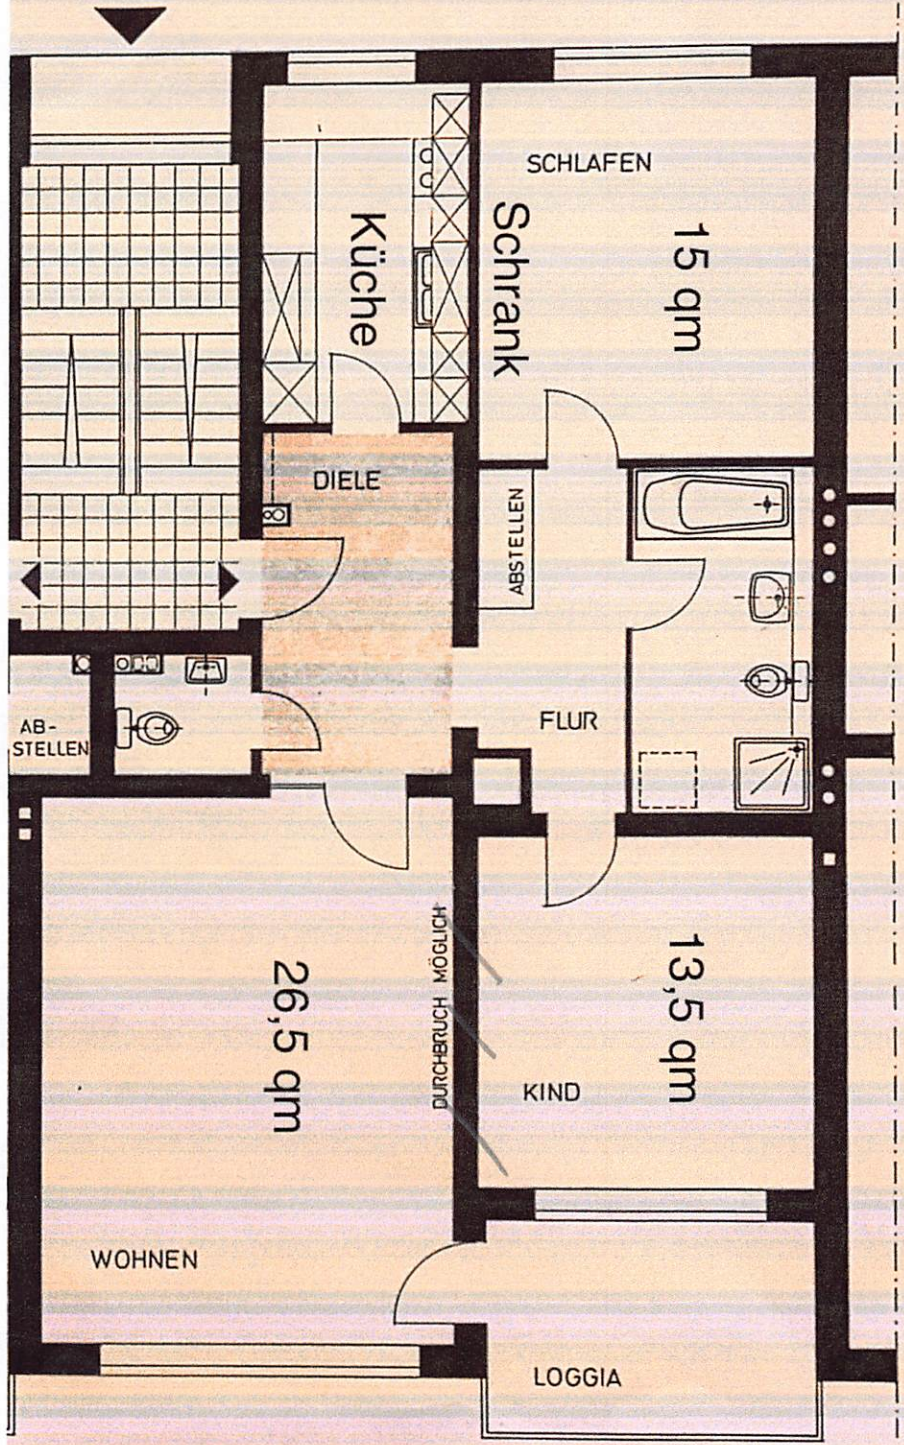 SCHLAFEN
15 qm
Schrank
Küche
DIELE
ABSTELLEN
FLUR
AB-
STELLEN
DURCHBRUCH MÖGLICH
26,5 qm
13,5 qm
KIND
WOHNEN
LOGGIA